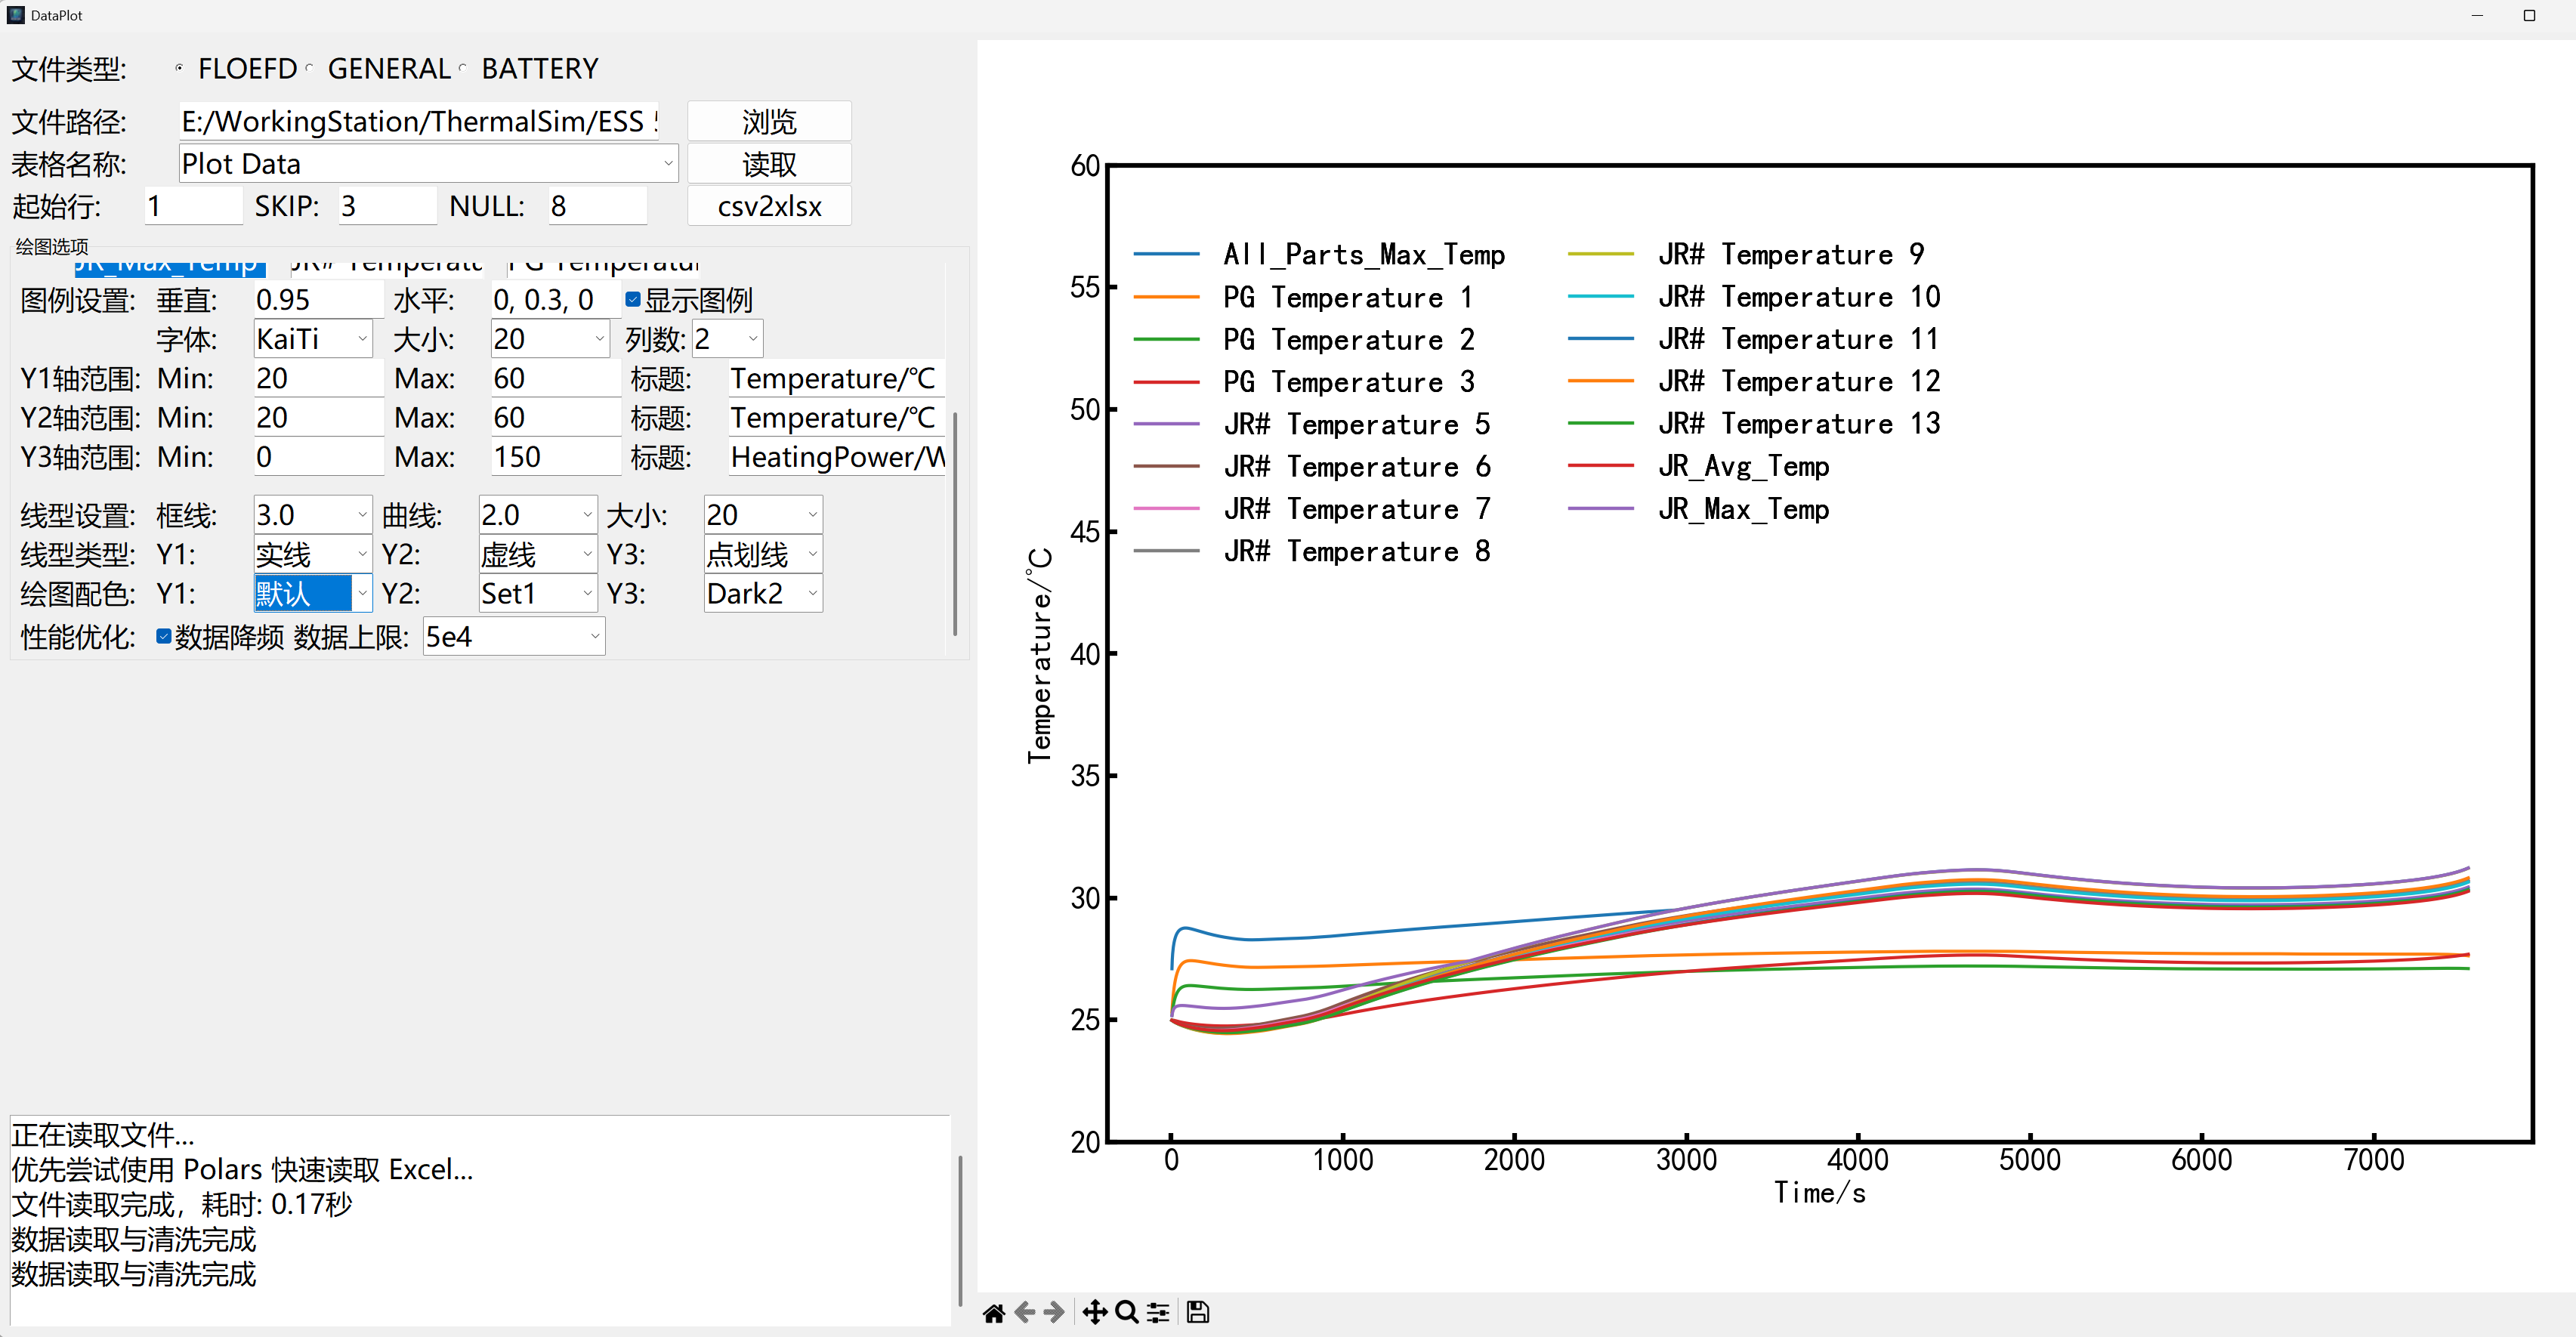 DataPlot
文件类型: FLOEFD GENERAL BATTERY
文件路径: E:/WorkingStation/ThermalSim/ESS 浏览
表格名称: Plot Data 读取
起始行: 1 SKIP: 3 NULL: 8 csv2xlsx
绘图选项
JR_Max_Temp JR# Temperatu PG Temperatur
图例设置: 垂直: 0.95 水平: 0, 0.3, 0 显示图例
字体: KaiTi 大小: 20 列数: 2
Y1轴范围: Min: 20 Max: 60 标题: Temperature/℃
Y2轴范围: Min: 20 Max: 60 标题: Temperature/℃
Y3轴范围: Min: 0 Max: 150 标题: HeatingPower/W
线型设置: 框线: 3.0 曲线: 2.0 大小: 20
线型类型: Y1: 实线 Y2: 虚线 Y3: 点划线
绘图配色: Y1: 默认 Y2: Set1 Y3: Dark2
性能优化: 数据降频 数据上限: 5e4
正在读取文件...
优先尝试使用 Polars 快速读取 Excel...
文件读取完成，耗时: 0.17秒
数据读取与清洗完成
数据读取与清洗完成
60
55
50
45
40
35
30
25
20
Temperature/℃
All_Parts_Max_Temp
PG Temperature 1
PG Temperature 2
PG Temperature 3
JR# Temperature 5
JR# Temperature 6
JR# Temperature 7
JR# Temperature 8
JR# Temperature 9
JR# Temperature 10
JR# Temperature 11
JR# Temperature 12
JR# Temperature 13
JR_Avg_Temp
JR_Max_Temp
0 1000 2000 3000 4000 5000 6000 7000
Time/s